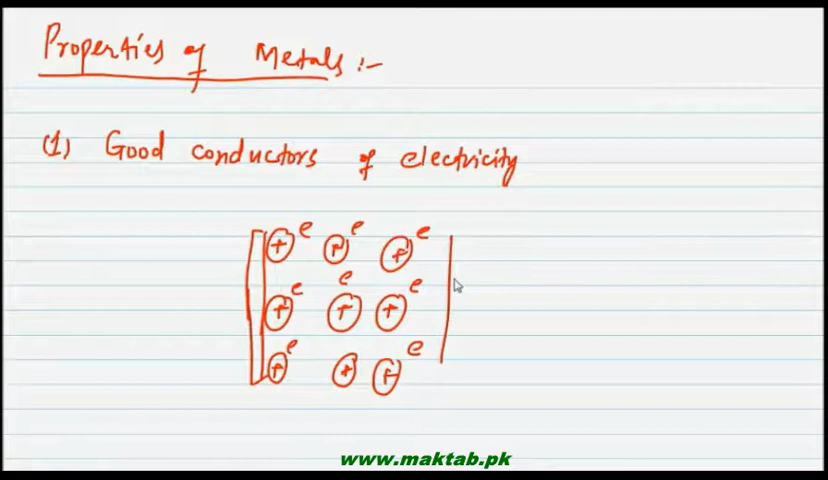 Properties of Metals :-
(1) Good conductors of electricity
+ e + e + e
+ e + e + e
+ e + + e
www.maktab.pk